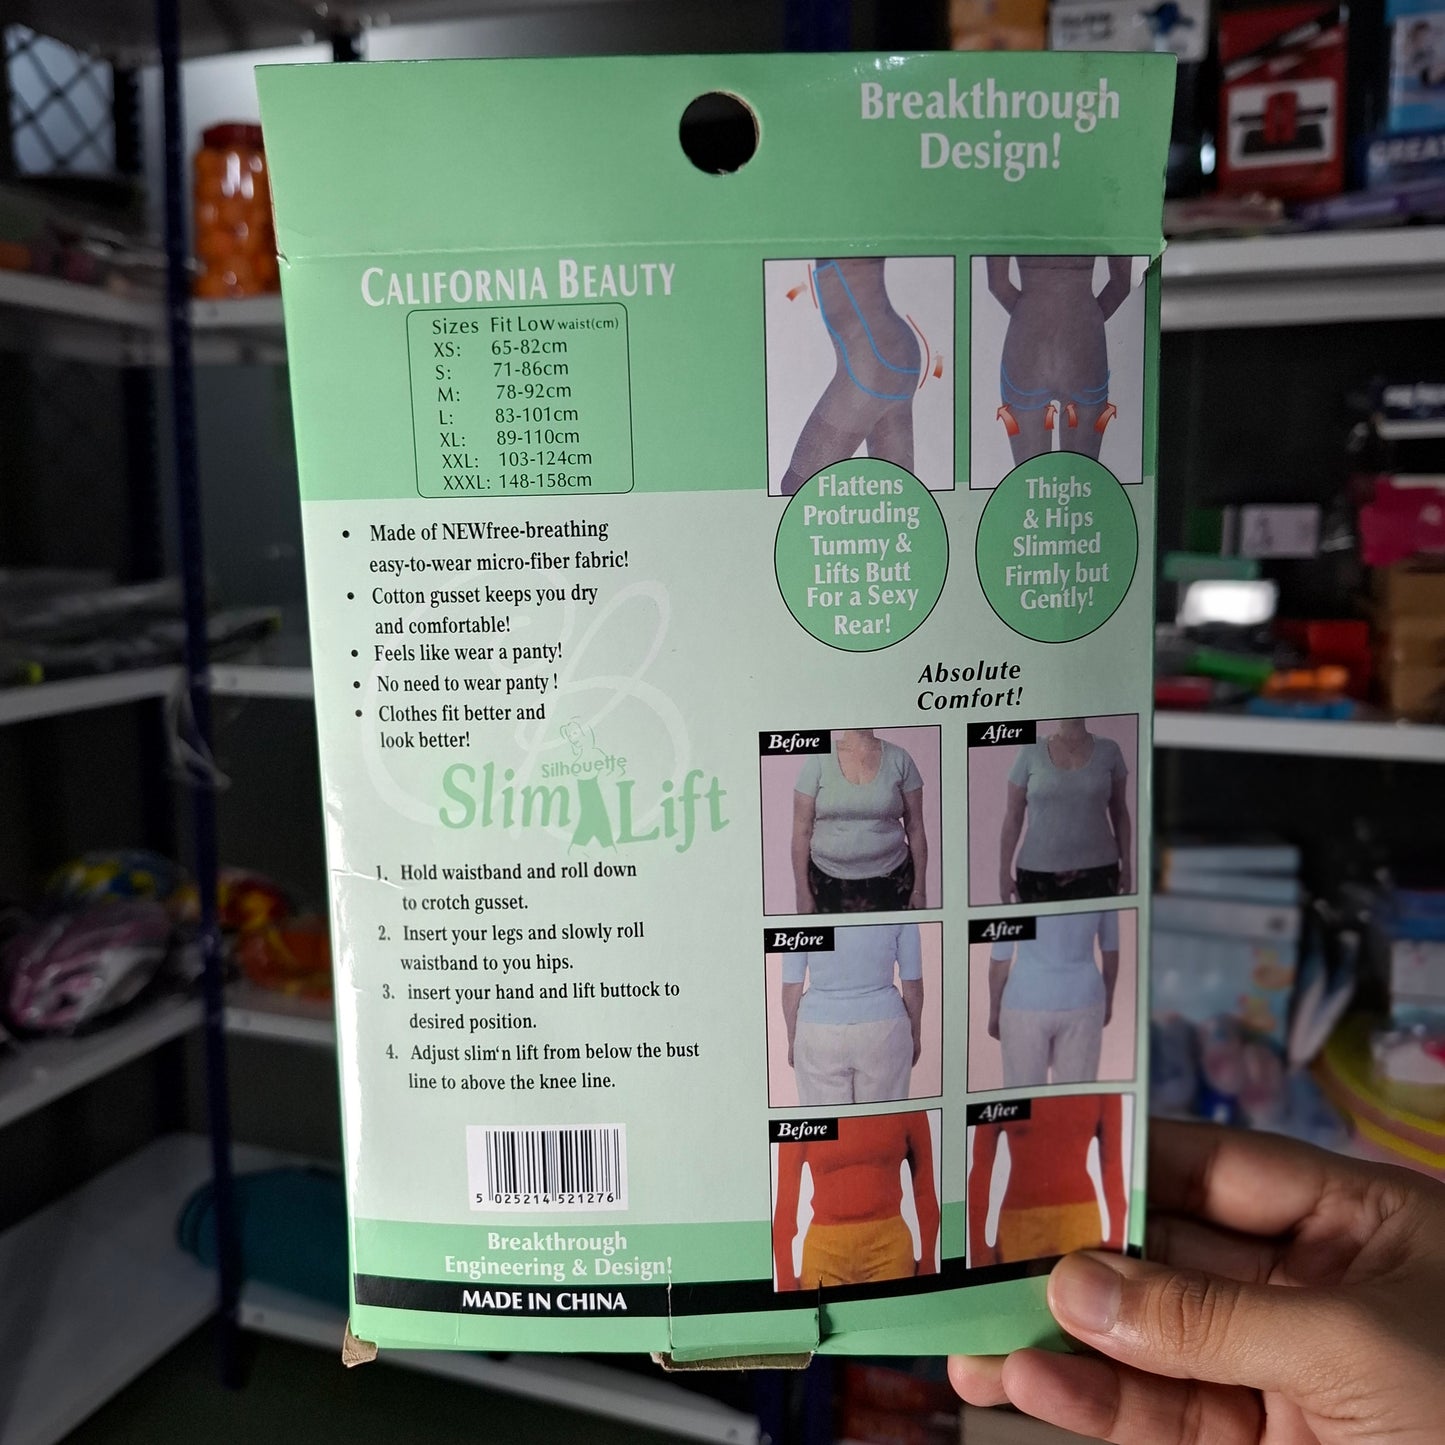 Breakthrough
Design!
CALIFORNIA BEAUTY
Sizes Fit Low waist(cm)
XS: 65-82cm
S: 71-86cm
M: 78-92cm
L: 83-101cm
XL: 89-110cm
XXL: 103-124cm
XXXL: 148-158cm
• Made of NEWfree-breathing
easy-to-wear micro-fiber fabric!
• Cotton gusset keeps you dry
and comfortable!
• Feels like wear a panty!
• No need to wear panty !
• Clothes fit better and
look better!
Silhouette
Slim Lift
1. Hold waistband and roll down
to crotch gusset.
2. Insert your legs and slowly roll
waistband to you hips.
3. insert your hand and lift buttock to
desired position.
4. Adjust slim‘n lift from below the bust
line to above the knee line.
5 025214 521276
Breakthrough
Engineering & Design!
MADE IN CHINA
Flattens
Protruding
Tummy &
Lifts Butt
For a Sexy
Rear!
Thighs
& Hips
Slimmed
Firmly but
Gently!
Absolute
Comfort!
Before
After
Before
After
Before
After